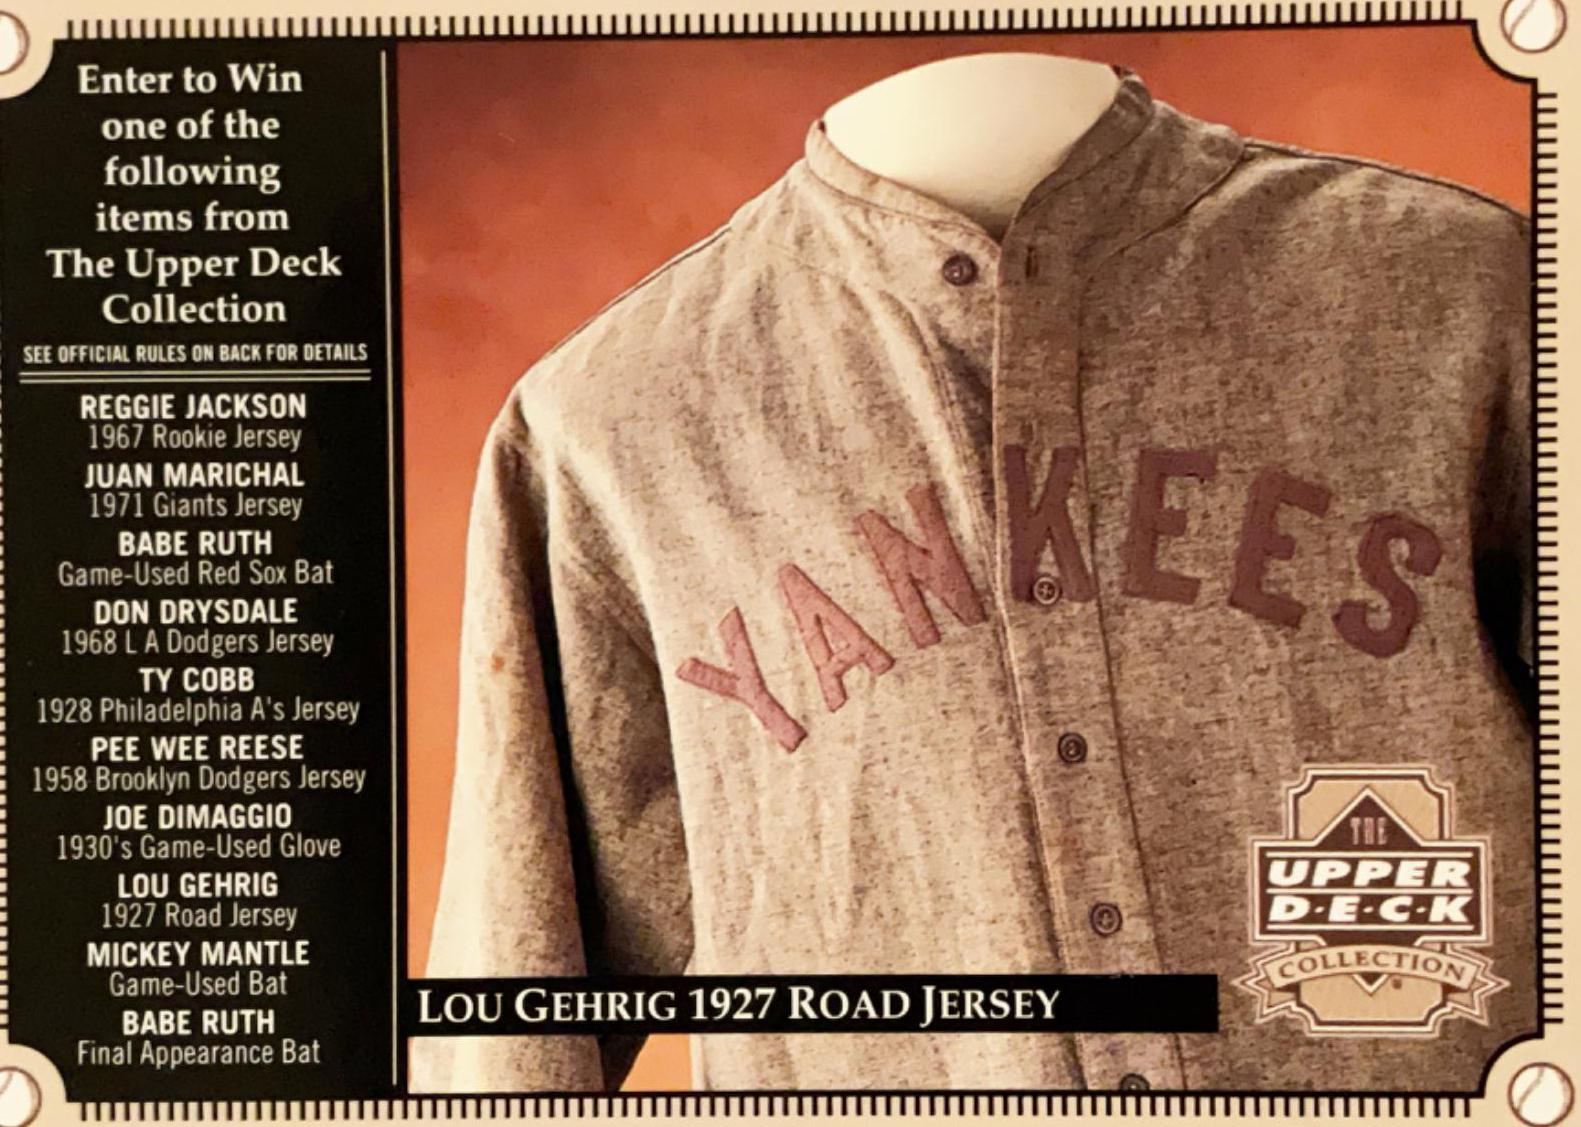 Enter to Win
one of the
following
items from
The Upper Deck
Collection
SEE OFFICIAL RULES ON BACK FOR DETAILS
REGGIE JACKSON
1967 Rookie Jersey
JUAN MARICHAL
1971 Giants Jersey
BABE RUTH
Game-Used Red Sox Bat
DON DRYSDALE
1968 L A Dodgers Jersey
TY COBB
1928 Philadelphia A's Jersey
PEE WEE REESE
1958 Brooklyn Dodgers Jersey
JOE DIMAGGIO
1930's Game-Used Glove
LOU GEHRIG
1927 Road Jersey
MICKEY MANTLE
Game-Used Bat
BABE RUTH
Final Appearance Bat
YANKEES
THE
UPPER
D·E·C·K
COLLECTION
LOU GEHRIG 1927 ROAD JERSEY